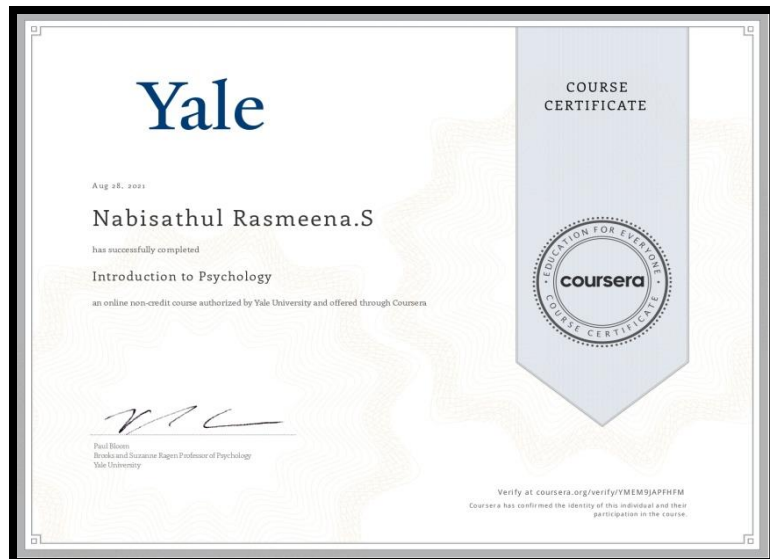 Yale
Aug 28, 2021
Nabisathul Rasmeena.S
has successfully completed
Introduction to Psychology
an online non-credit course authorized by Yale University and offered through Coursera
Paul Bloom
Brooks and Suzanne Ragen Professor of Psychology
Yale University
COURSE
CERTIFICATE
EDUCATION FOR EVERYONE
coursera
COURSE CERTIFICATE
Verify at coursera.org/verify/YMEM9JAPFHFM
Coursera has confirmed the identity of this individual and their
participation in the course.